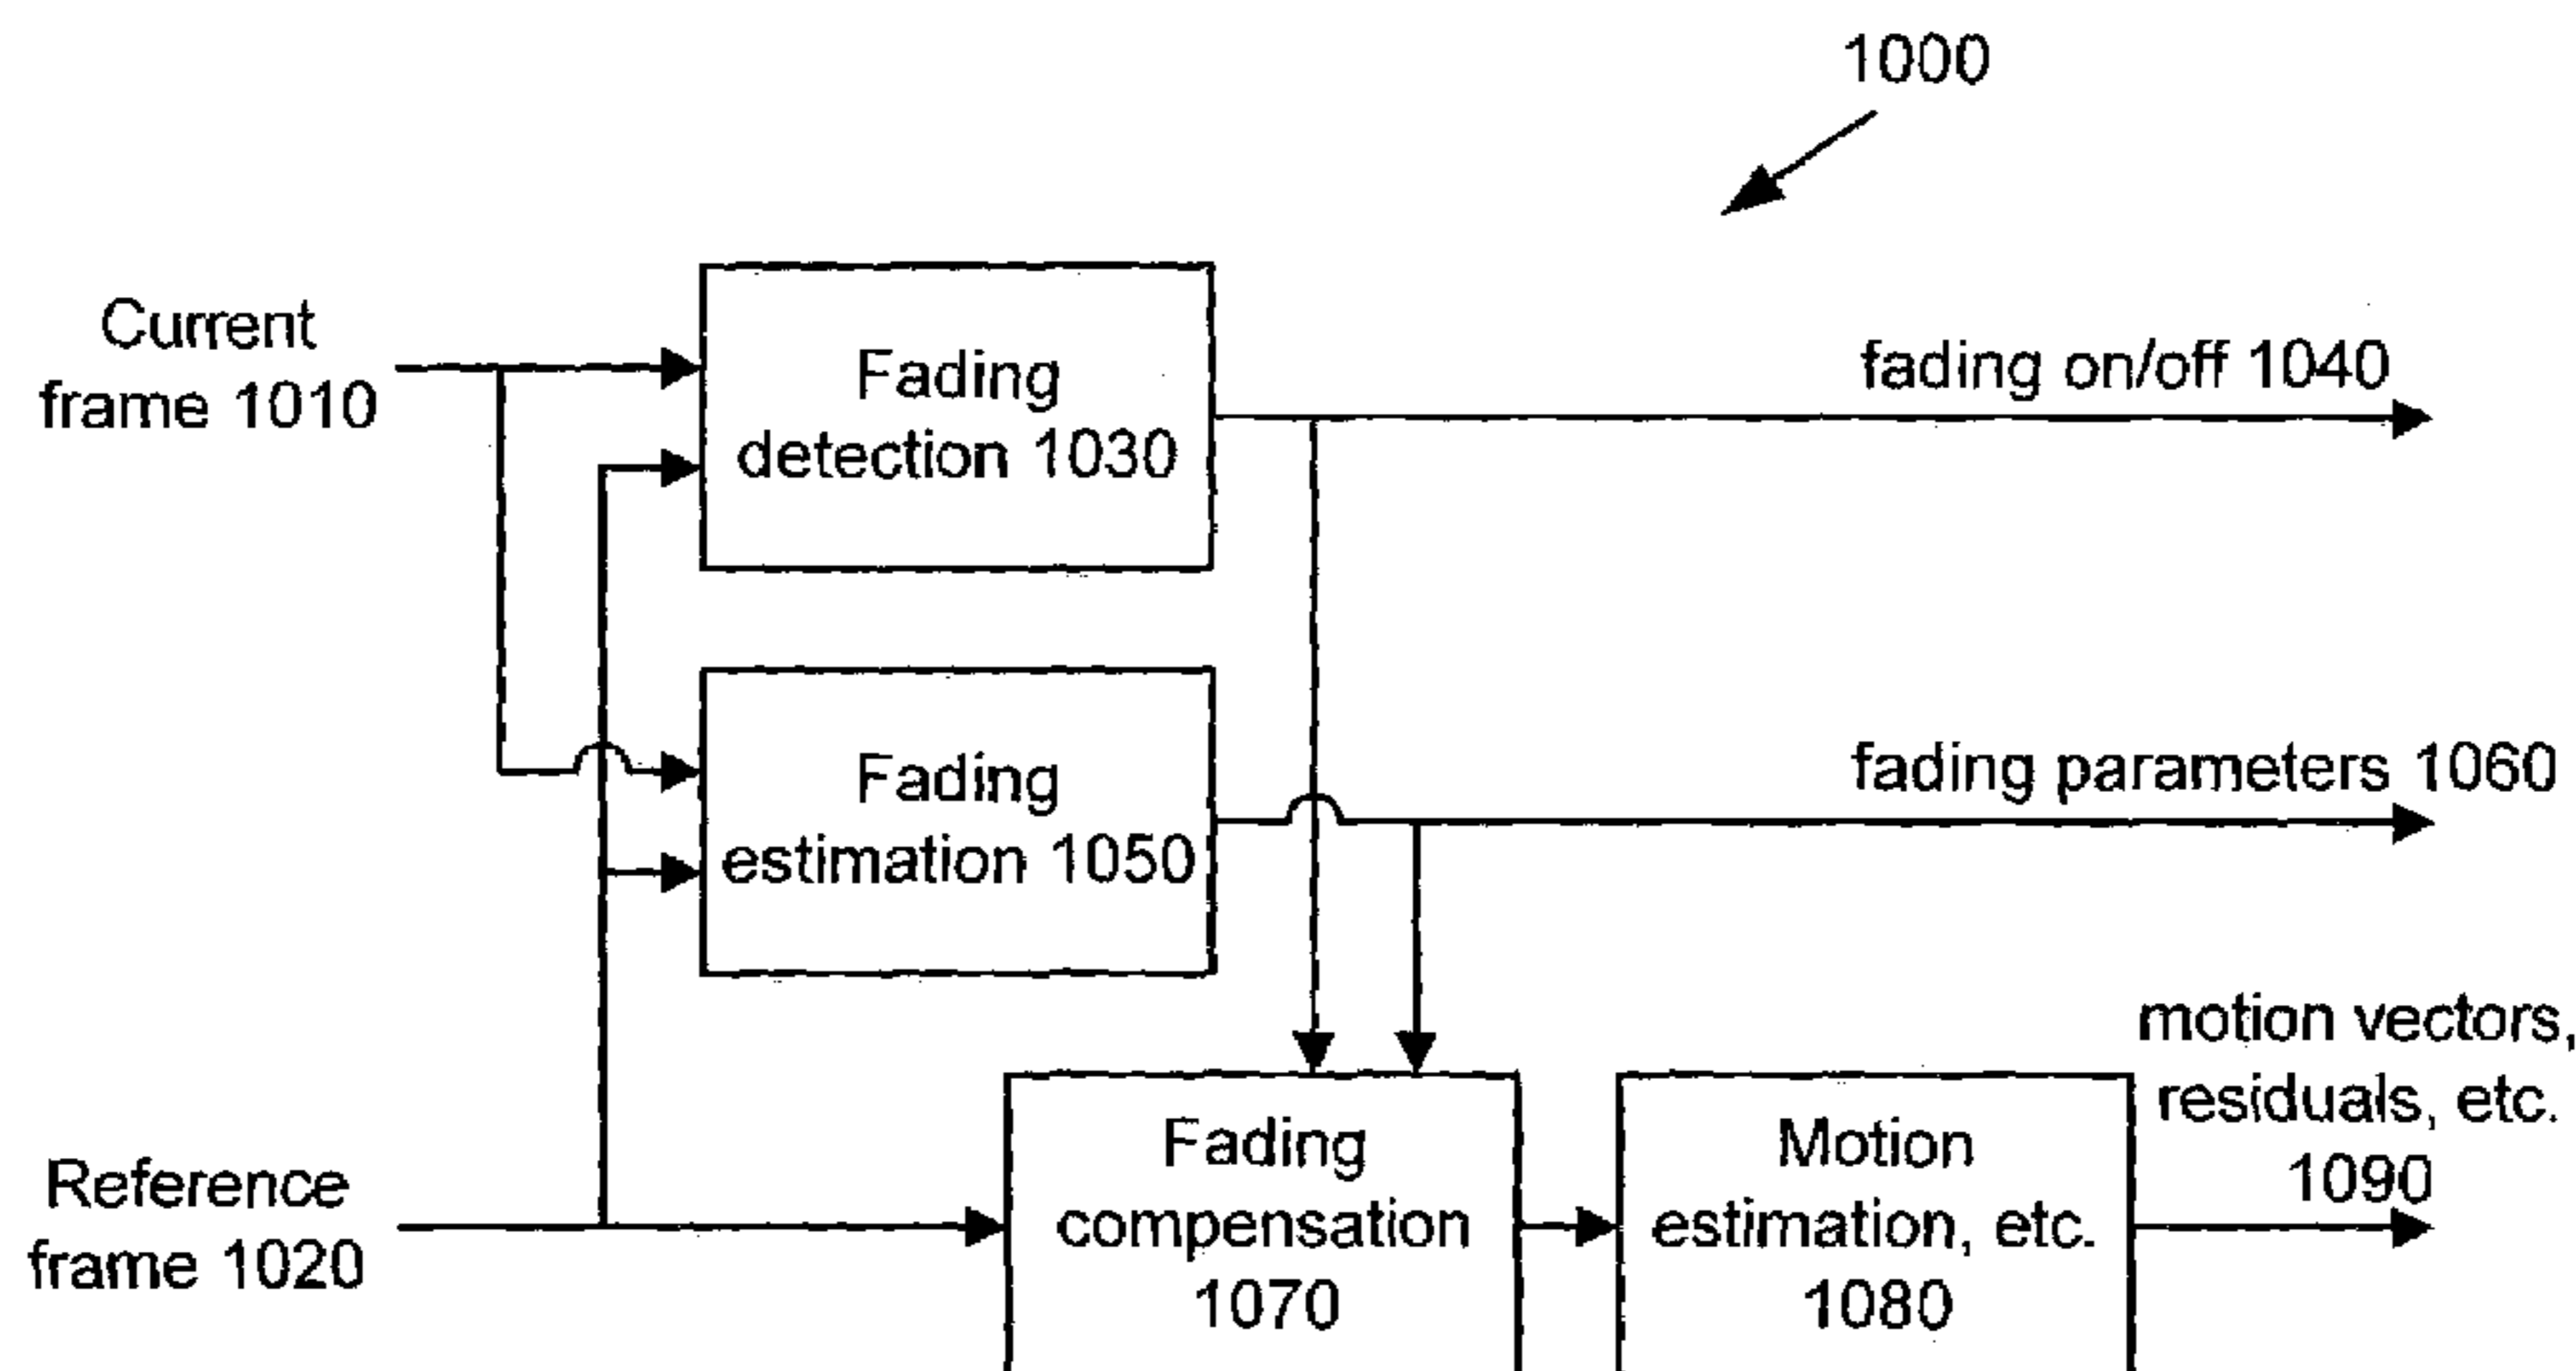 1000
Current
frame 1010
Fading
detection 1030
fading on/off 1040
Fading
estimation 1050
fading parameters 1060
Reference
frame 1020
Fading
compensation
1070
Motion
estimation, etc.
1080
motion vectors,
residuals, etc.
1090